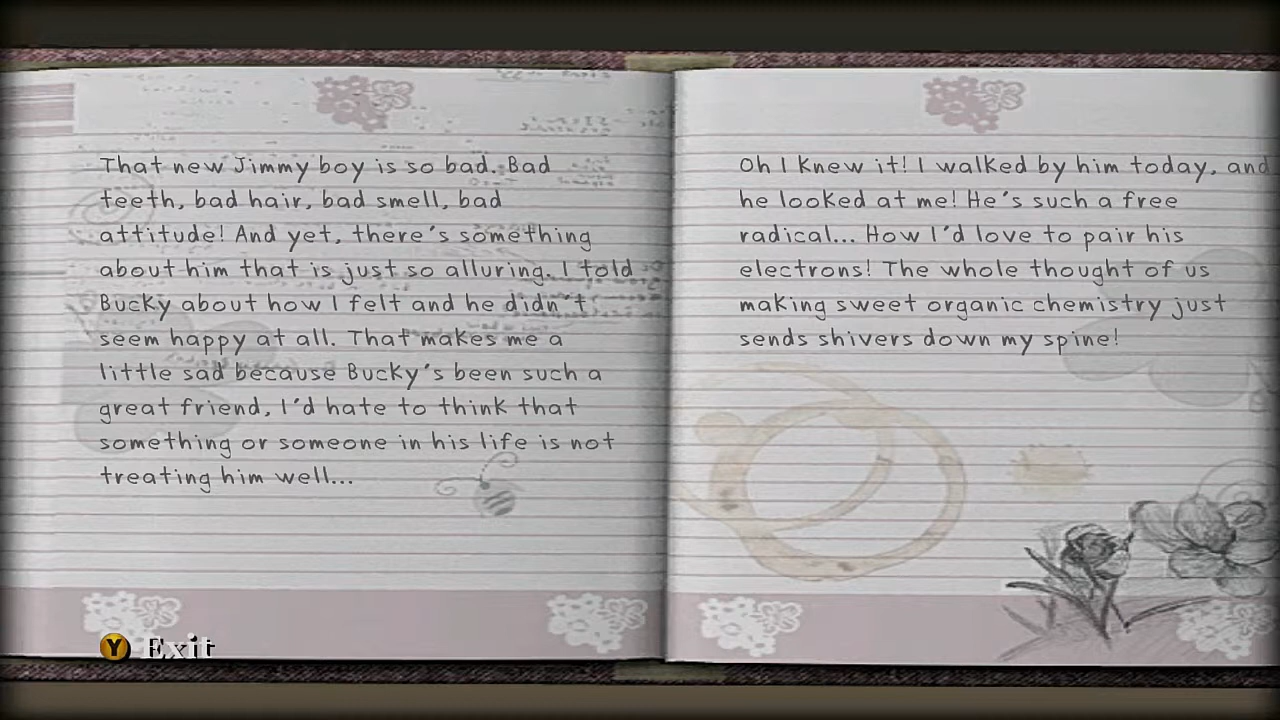 That new Jimmy boy is so bad. Bad
teeth, bad hair, bad smell, bad
attitude! And yet, there's something
about him that is just so alluring. I told
Bucky about how I felt and he didn't
seem happy at all. That makes me a
little sad because Bucky's been such a
great friend, I'd hate to think that
something or someone in his life is not
treating him well...
Oh I knew it! I walked by him today, and
he looked at me! He's such a free
radical... How I'd love to pair his
electrons! The whole thought of us
making sweet organic chemistry just
sends shivers down my spine!
Y Exit